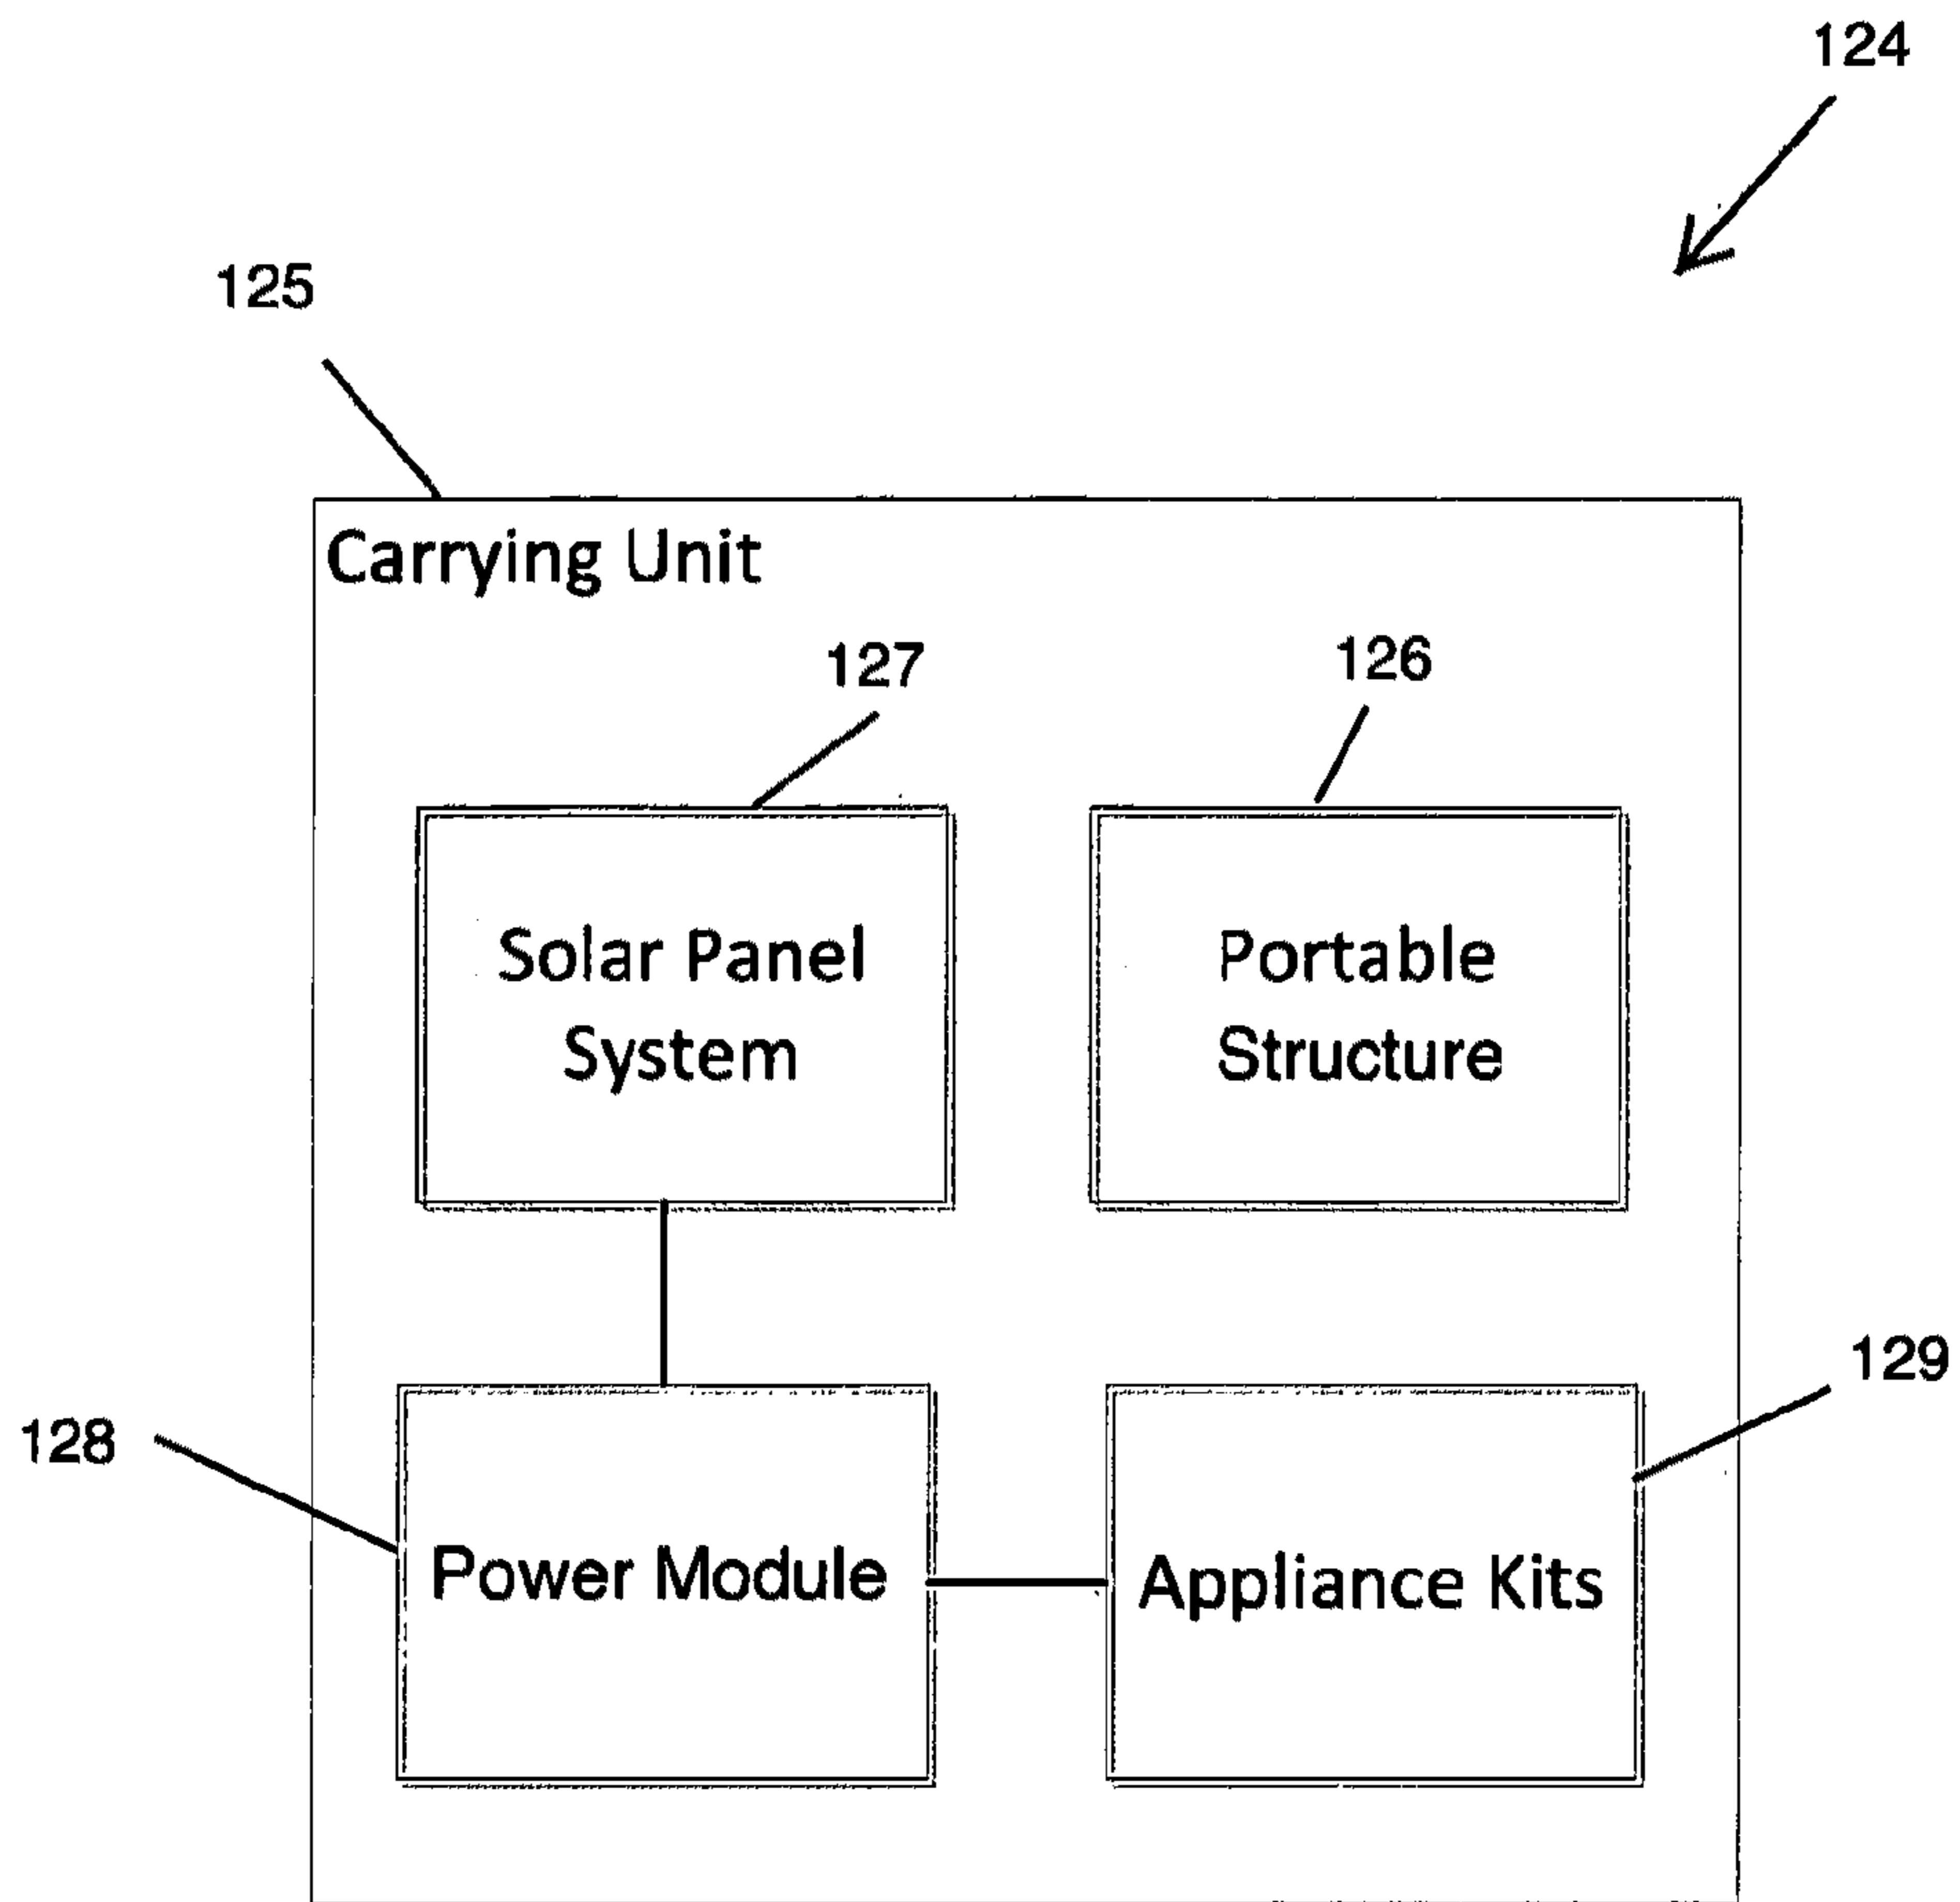 124
125
Carrying Unit
127
126
Solar Panel
System
Portable
Structure
129
128
Power Module
Appliance Kits